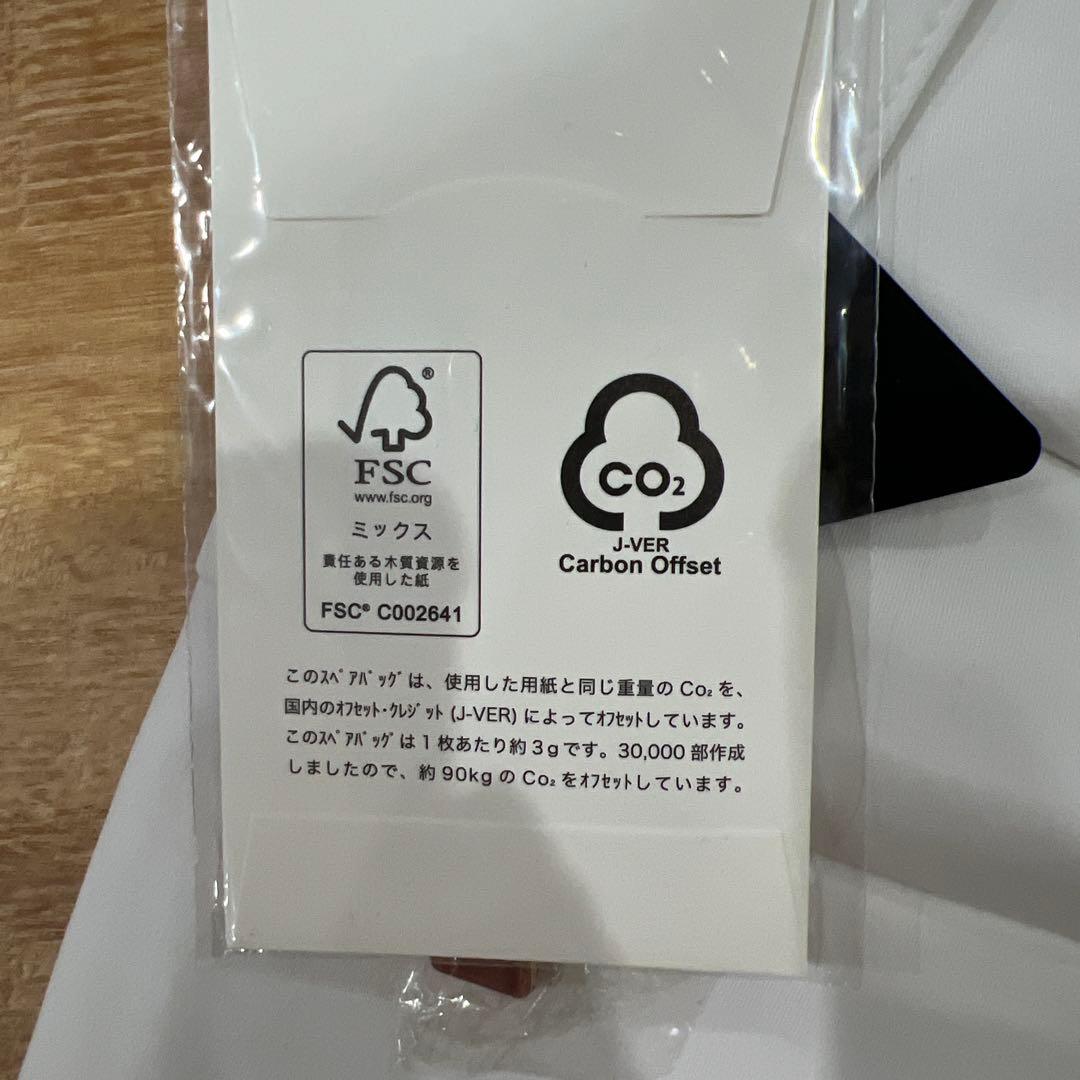 ®
FSC
www.fsc.org
ミックス
責任ある木質資源を
使用した紙
FSC® C002641
CO₂
J-VER
Carbon Offset
このｽﾍﾟｱﾊﾞｯｸﾞは、使用した用紙と同じ重量の Co₂ を、
国内のｵﾌｾｯﾄ・ｸﾚｼﾞｯﾄ (J-VER) によってｵﾌｾｯﾄしています。
このｽﾍﾟｱﾊﾞｯｸﾞは 1 枚あたり約 3 g です。30,000 部作成
しましたので、約 90kg の Co₂ をｵﾌｾｯﾄしています。